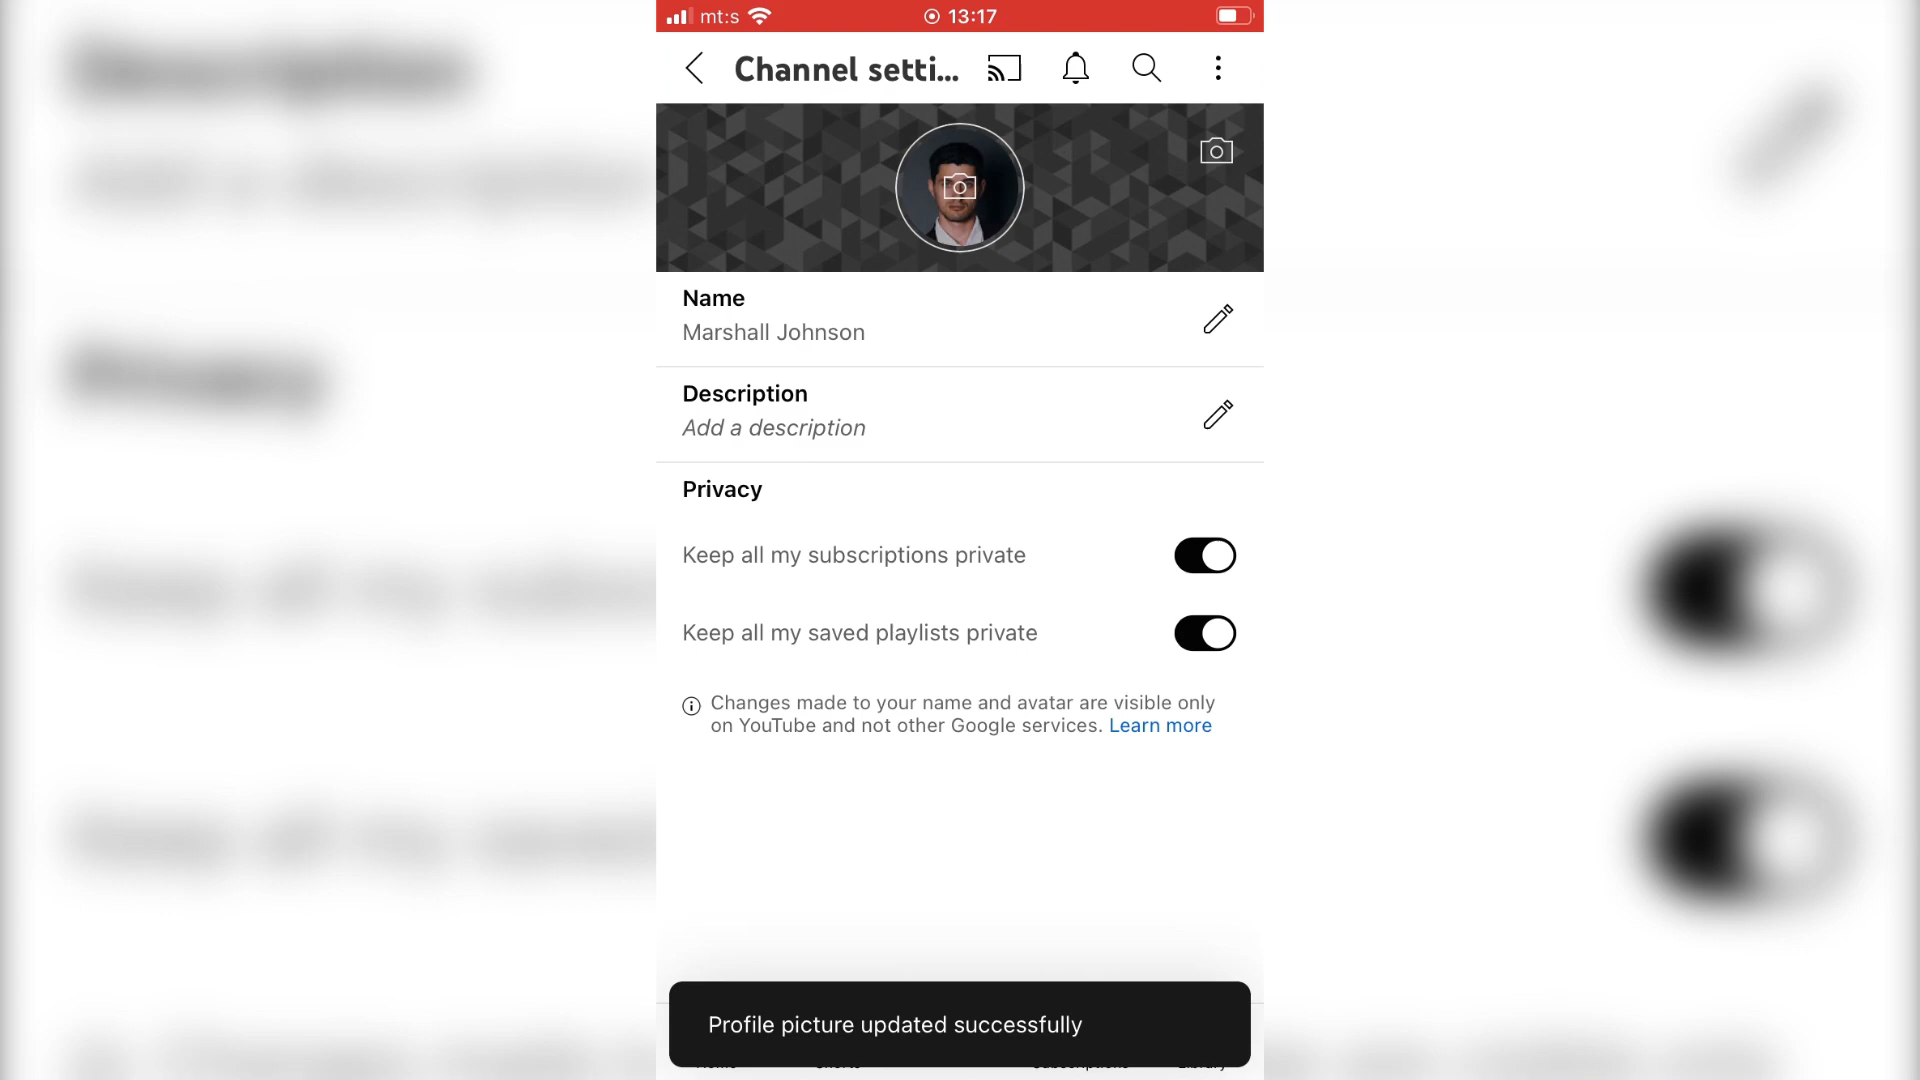 mt:s 13:17
Channel setti...
Name
Marshall Johnson
Description
Add a description
Privacy
Keep all my subscriptions private
Keep all my saved playlists private
Changes made to your name and avatar are visible only
on YouTube and not other Google services. Learn more
Profile picture updated successfully